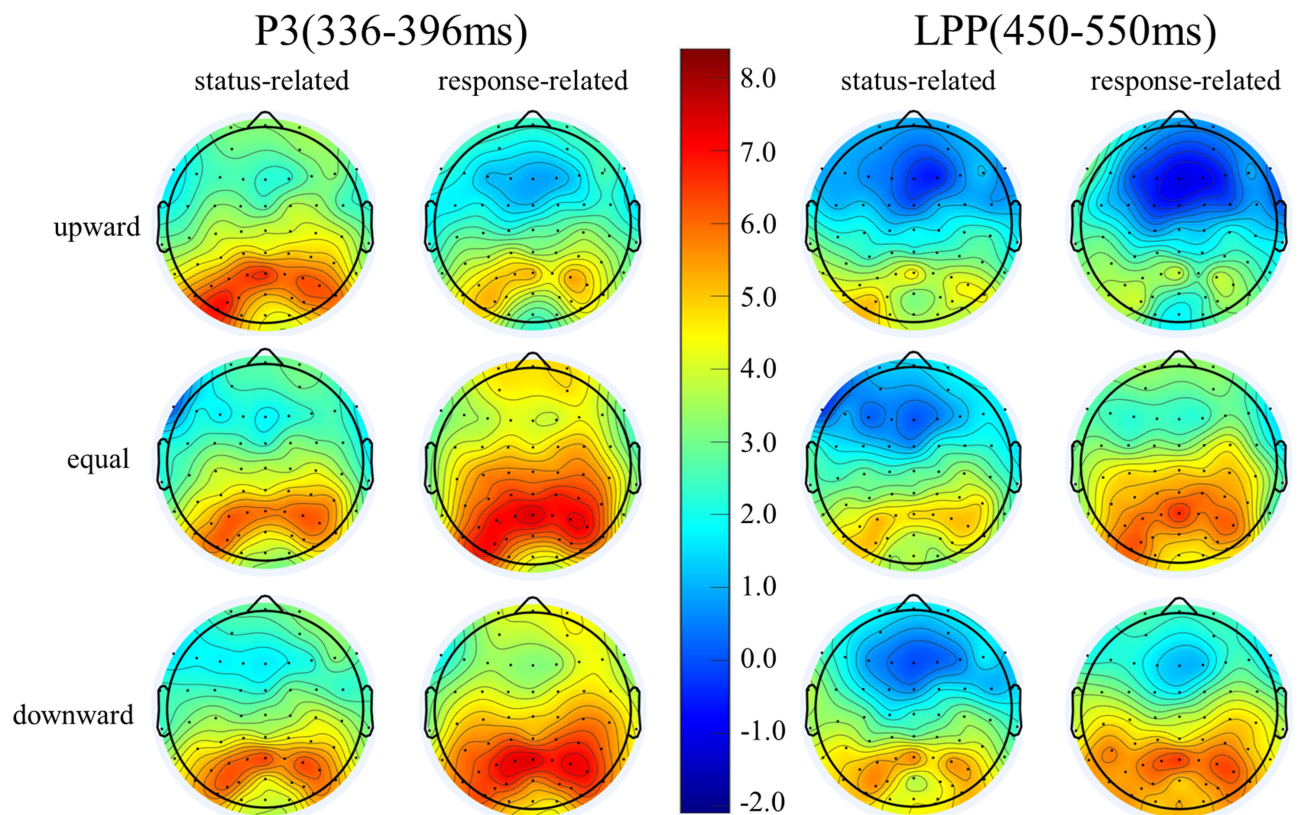 P3(336-396ms)
LPP(450-550ms)
status-related
response-related
status-related
response-related
upward
equal
downward
8.0
7.0
6.0
5.0
4.0
3.0
2.0
1.0
0.0
-1.0
-2.0